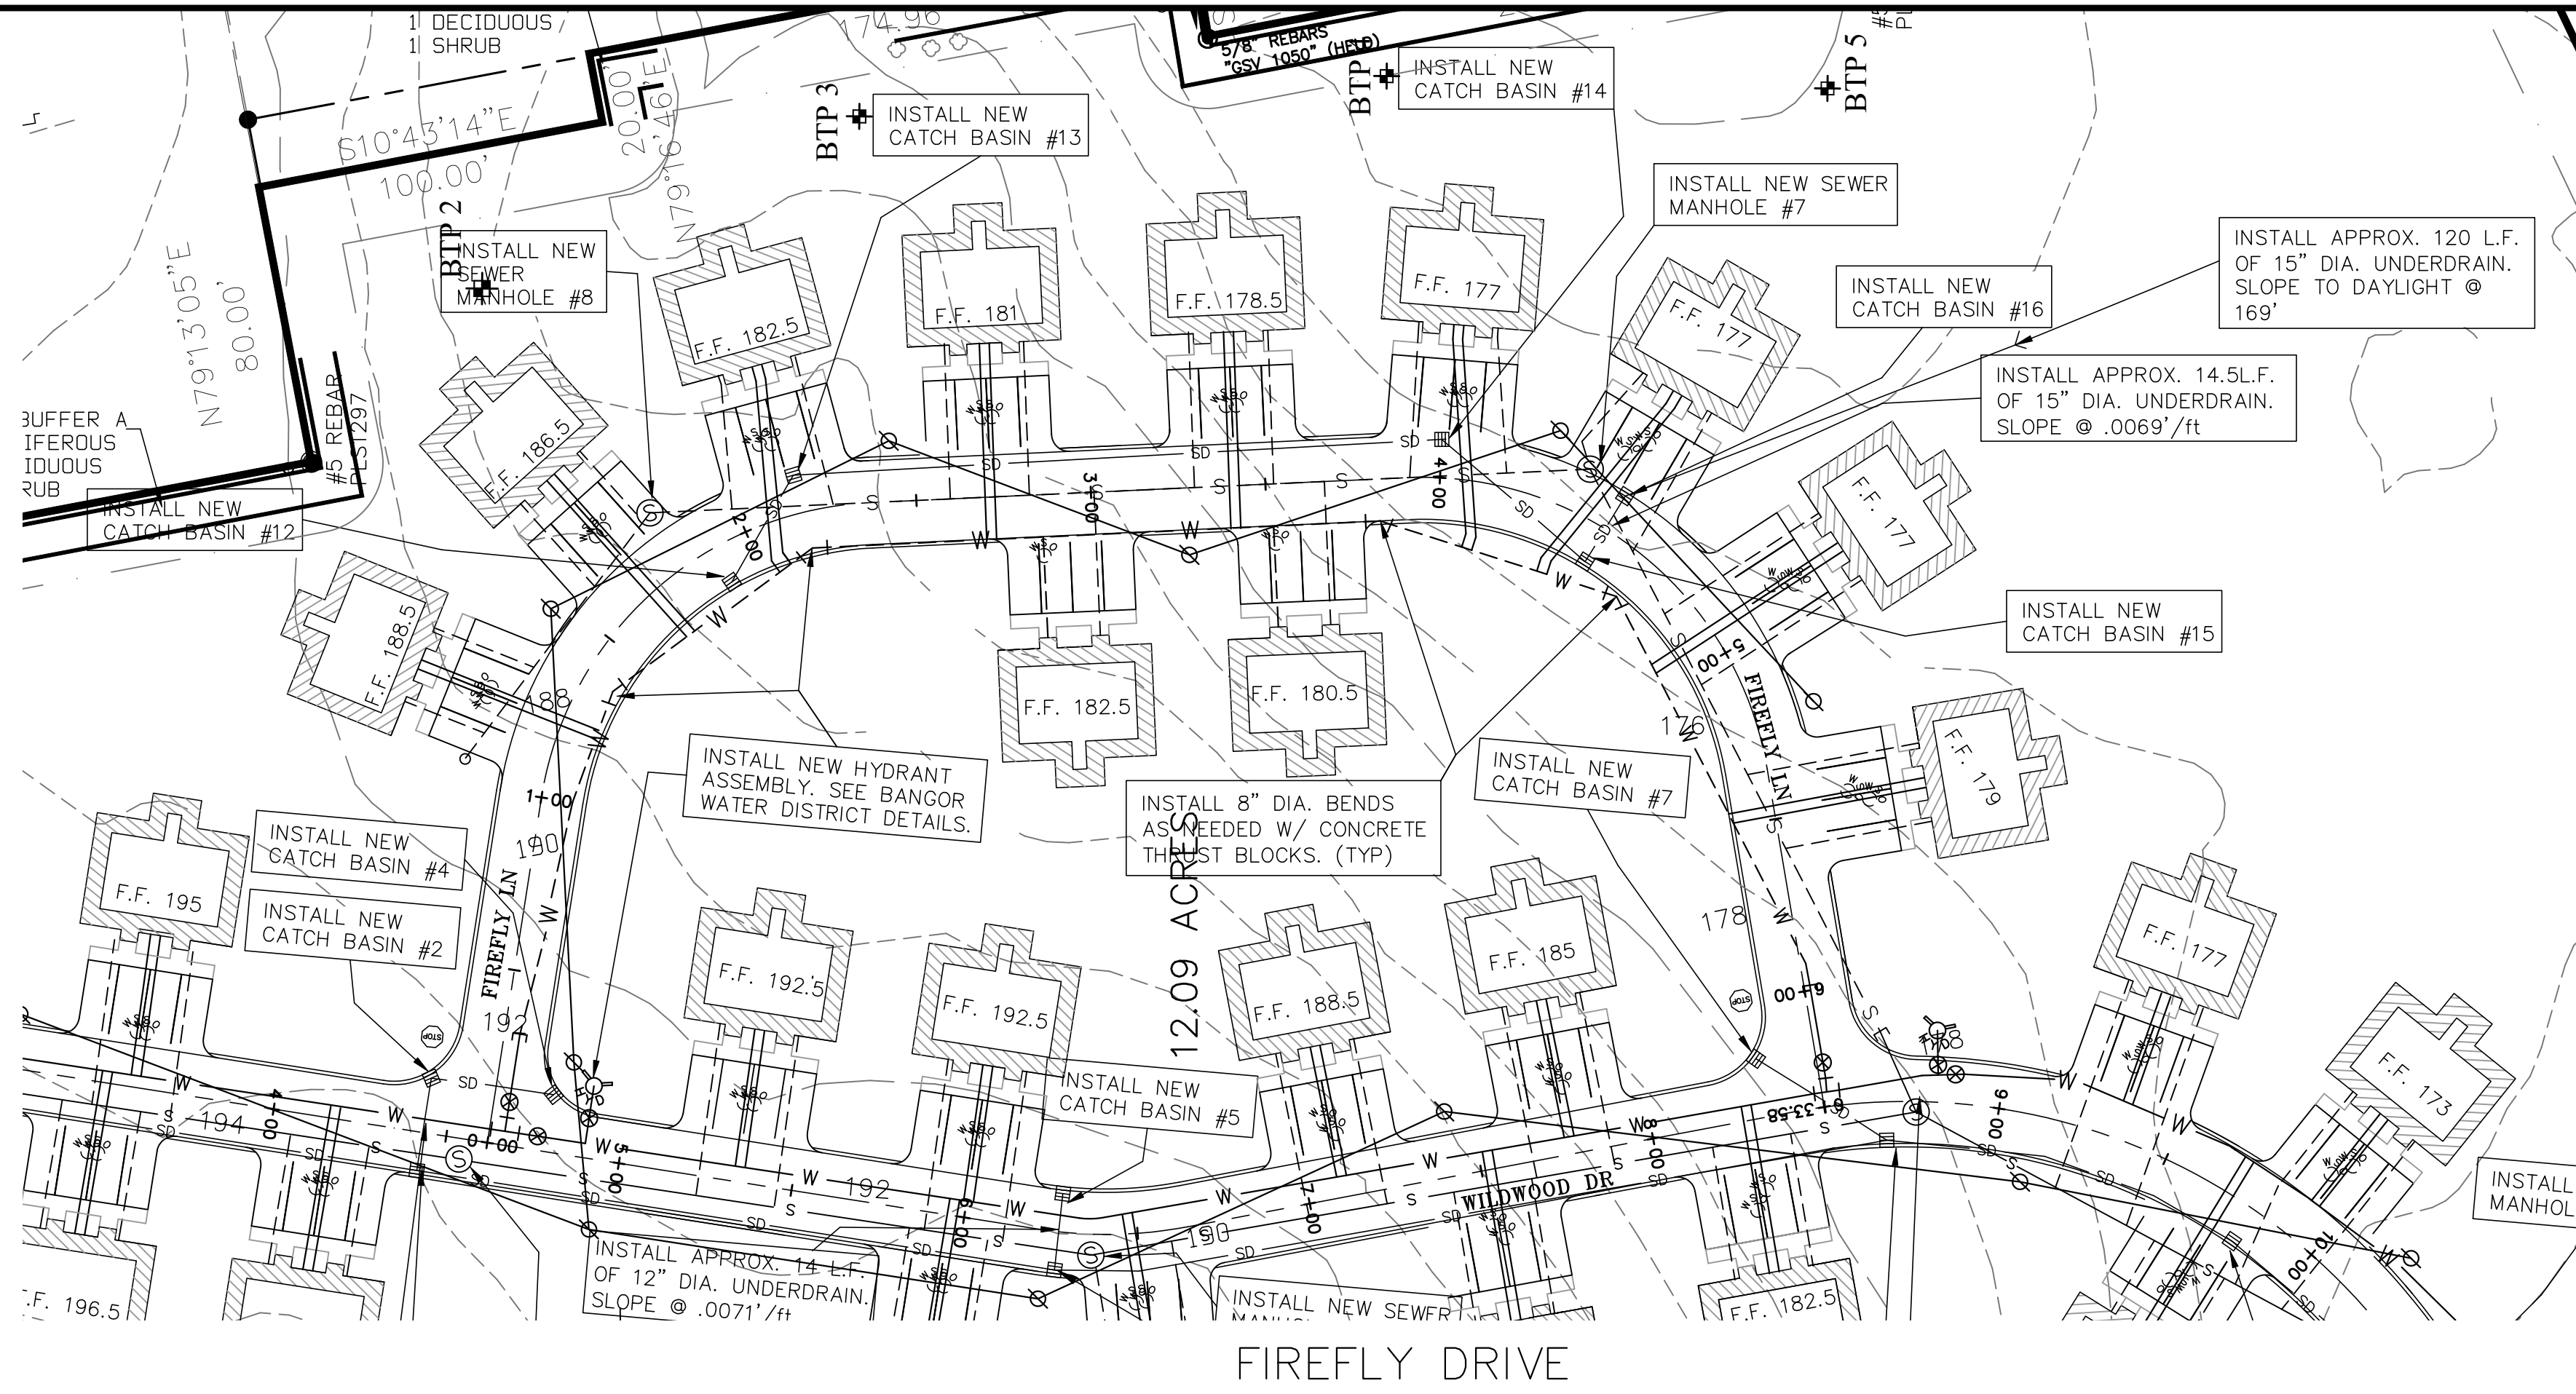 1 DECIDUOUS
1 SHRUB
174.96
5/8" REBARS
"GSV 1050" (HELD)
BTP
INSTALL NEW
CATCH BASIN #14
BTP 5
BTP 3
INSTALL NEW
CATCH BASIN #13
S10°43'14"E
100.00'
20.00'
N79°16'46"E
INSTALL NEW SEWER
MANHOLE #7
BTP 2
INSTALL NEW
SEWER
MANHOLE #8
N79°13'05"E
80.00'
INSTALL APPROX. 120 L.F.
OF 15" DIA. UNDERDRAIN.
SLOPE TO DAYLIGHT @
169'
INSTALL NEW
CATCH BASIN #16
INSTALL APPROX. 14.5L.F.
OF 15" DIA. UNDERDRAIN.
SLOPE @ .0069'/ft
F.F. 182.5
F.F. 181
F.F. 178.5
F.F. 177
F.F. 177
BUFFER A
IFEROUS
IDUOUS
RUB
#5 REBAR
PLS1297
F.F. 186.5
F.F. 177
INSTALL NEW
CATCH BASIN #12
2+00
3+00
4+00
INSTALL NEW
CATCH BASIN #15
F.F. 188.5
188
F.F. 182.5
F.F. 180.5
5+00
FIREFLY LN
176
F.F. 179
INSTALL NEW HYDRANT
ASSEMBLY. SEE BANGOR
WATER DISTRICT DETAILS.
INSTALL 8" DIA. BENDS
AS NEEDED W/ CONCRETE
THRUST BLOCKS. (TYP)
INSTALL NEW
CATCH BASIN #7
1+00
190
INSTALL NEW
CATCH BASIN #4
INSTALL NEW
CATCH BASIN #2
F.F. 195
FIREFLY LN
192
F.F. 192.5
F.F. 192.5
12.09 ACRES
F.F. 188.5
F.F. 185
178
6+00
STOP
F.F. 177
178
HYD
F.F. 173
STOP
HYD
INSTALL NEW
CATCH BASIN #5
194
4+00
0+00
5+00
192
6+00
190
7+00
WILDWOOD DR
8+00
6+33.58
9+00
10+00
INSTALL
MANHOL
F.F. 196.5
INSTALL APPROX. 14 L.F.
OF 12" DIA. UNDERDRAIN.
SLOPE @ .0071'/ft
INSTALL NEW SEWER
F.F. 182.5
FIREFLY DRIVE